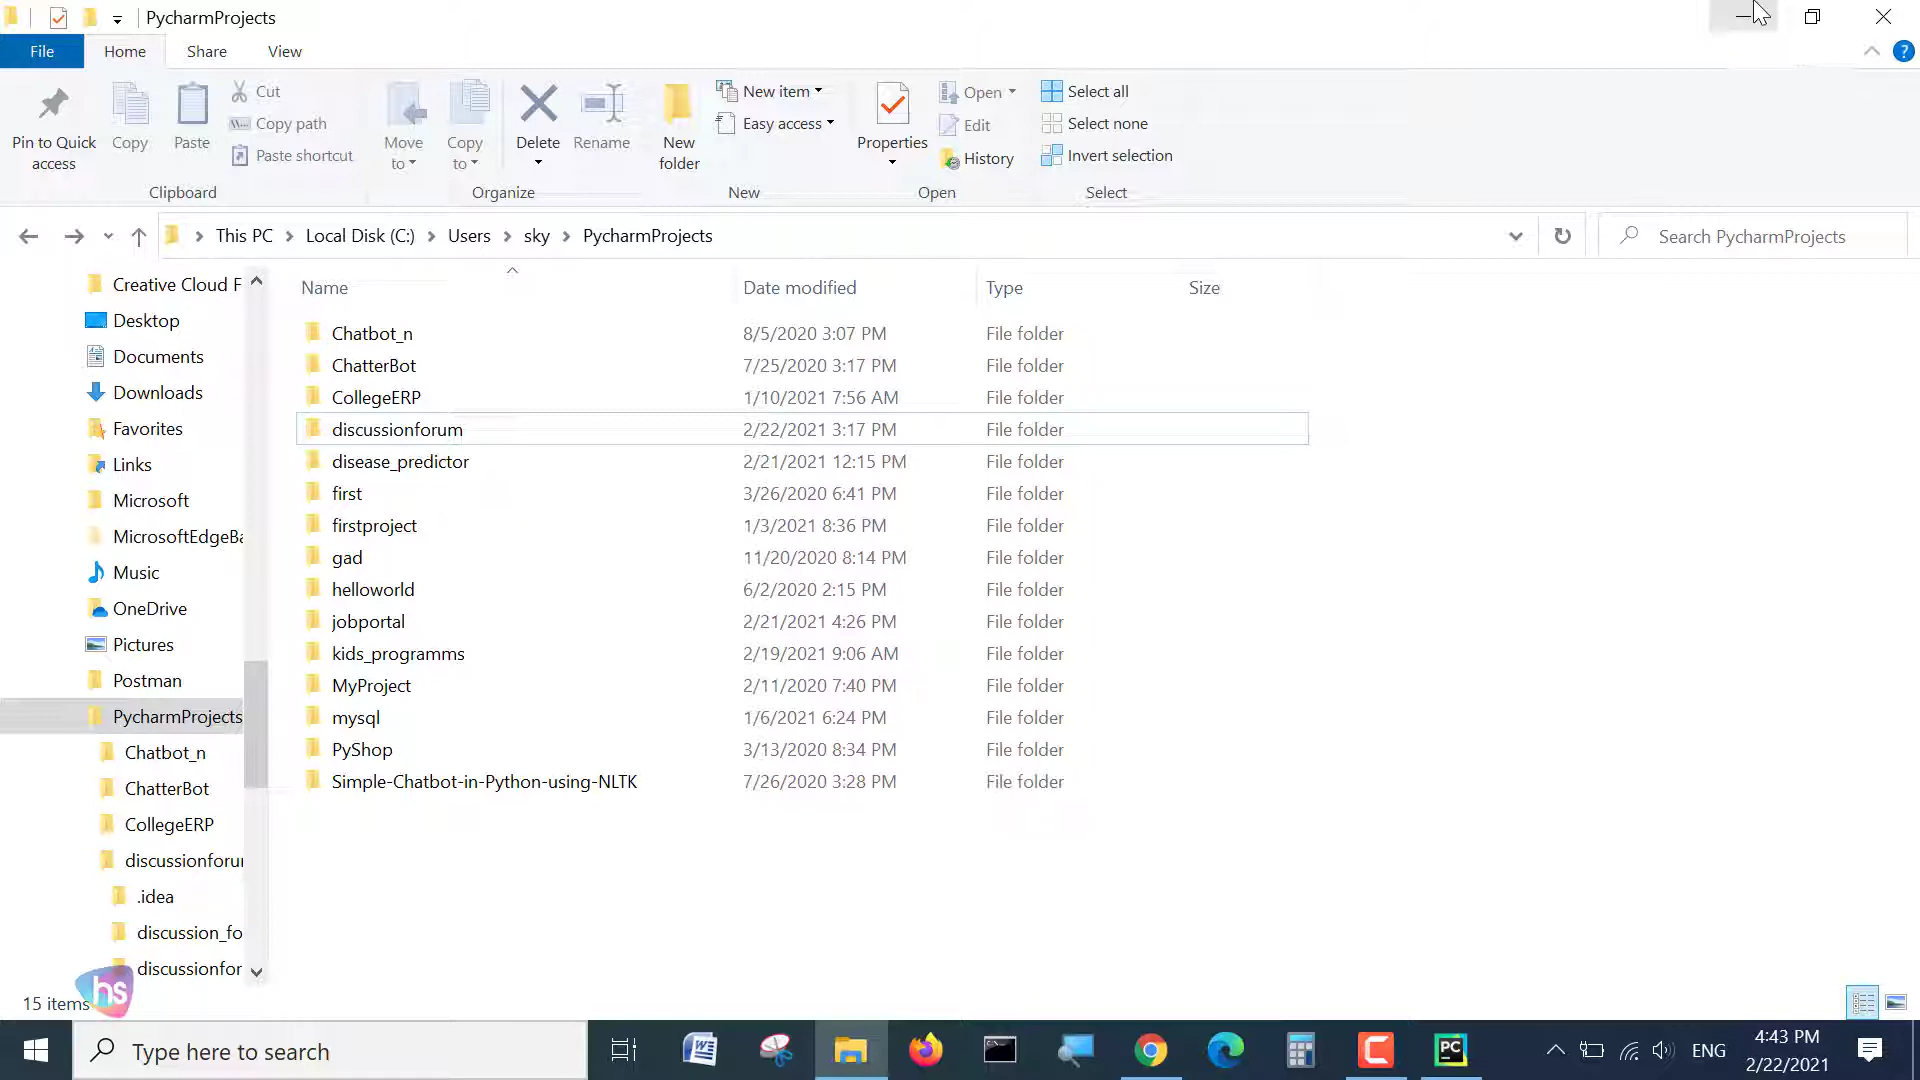 PycharmProjects
File Home Share View
Pin to Quick access
Copy
Paste
Cut
Copy path
Paste shortcut
Clipboard
Move to
Copy to
Delete
Rename
Organize
New folder
New item
Easy access
New
Properties
Open
Edit
History
Open
Select all
Select none
Invert selection
Select
This PC Local Disk (C:) Users sky PycharmProjects
Search PycharmProjects
Creative Cloud F
Desktop
Documents
Downloads
Favorites
Links
Microsoft
MicrosoftEdgeBa
Music
OneDrive
Pictures
Postman
PycharmProjects
Chatbot_n
ChatterBot
CollegeERP
discussionforum
.idea
discussion_fo
discussionfor
Name Date modified Type Size
Chatbot_n 8/5/2020 3:07 PM File folder
ChatterBot 7/25/2020 3:17 PM File folder
CollegeERP 1/10/2021 7:56 AM File folder
discussionforum 2/22/2021 3:17 PM File folder
disease_predictor 2/21/2021 12:15 PM File folder
first 3/26/2020 6:41 PM File folder
firstproject 1/3/2021 8:36 PM File folder
gad 11/20/2020 8:14 PM File folder
helloworld 6/2/2020 2:15 PM File folder
jobportal 2/21/2021 4:26 PM File folder
kids_programms 2/19/2021 9:06 AM File folder
MyProject 2/11/2021 7:40 PM File folder
mysql 1/6/2021 6:24 PM File folder
PyShop 3/13/2020 8:34 PM File folder
Simple-Chatbot-in-Python-using-NLTK 7/26/2020 3:28 PM File folder
hs
15 items
Type here to search
PC
ENG
4:43 PM
2/22/2021